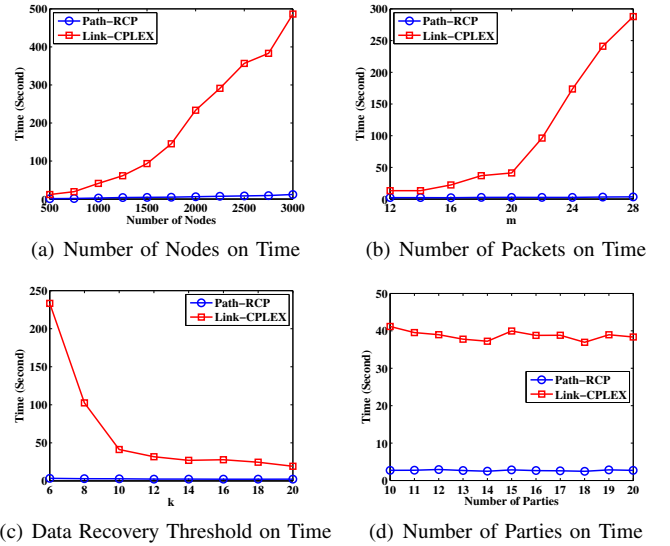 500
400
300
200
100
0
Time (Second)
Path-RCP
Link-CPLEX
500 1000 1500 2000 2500 3000
Number of Nodes
(a) Number of Nodes on Time
300
250
200
150
100
50
0
Time (Second)
Path-RCP
Link-CPLEX
12 16 20 24 28
m
(b) Number of Packets on Time
250
200
150
100
50
0
Time (Second)
Path-RCP
Link-CPLEX
6 8 10 12 14 16 18 20
k
(c) Data Recovery Threshold on Time
50
40
30
20
10
0
Time (Second)
Path-RCP
Link-CPLEX
10 11 12 13 14 15 16 17 18 19 20
Number of Parties
(d) Number of Parties on Time